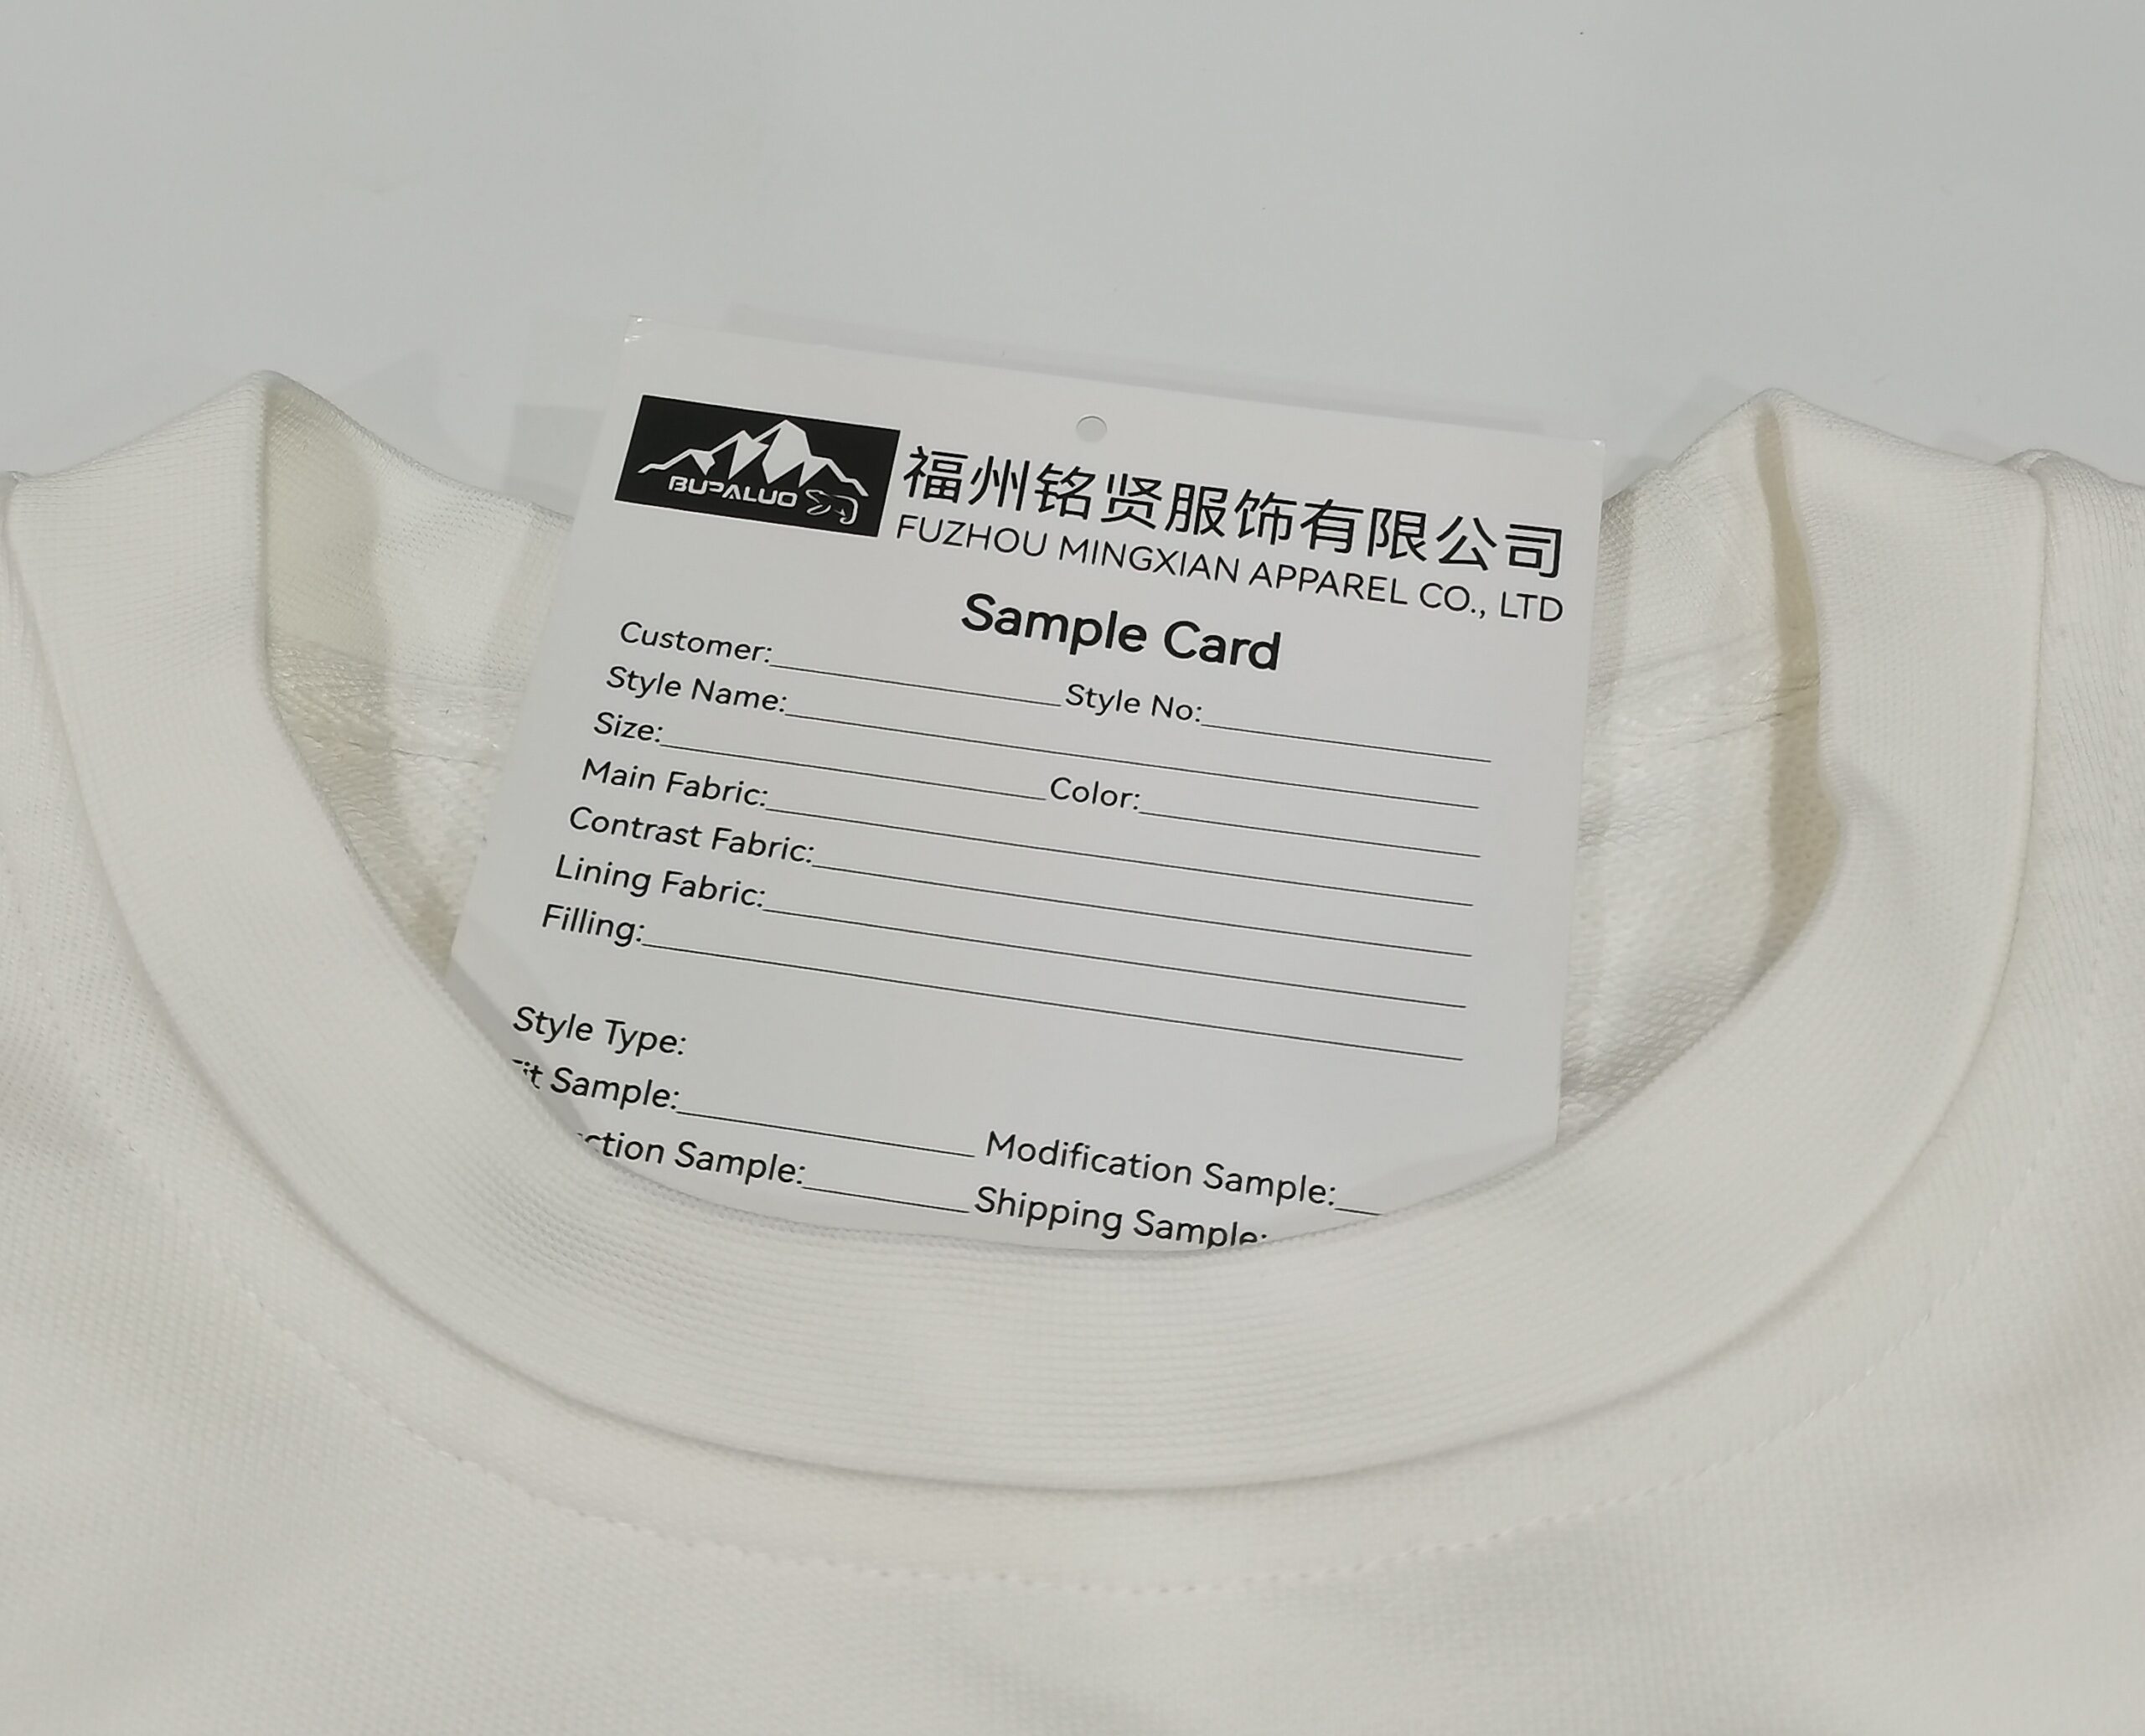 BUPALUO
福州铭贤服饰有限公司
FUZHOU MINGXIAN APPAREL CO., LTD
Sample Card
Customer: Style No:
Style Name:
Size: Color:
Main Fabric:
Contrast Fabric:
Lining Fabric:
Filling:
Style Type:
Sample: Modification Sample:
Sample: Shipping Sample: